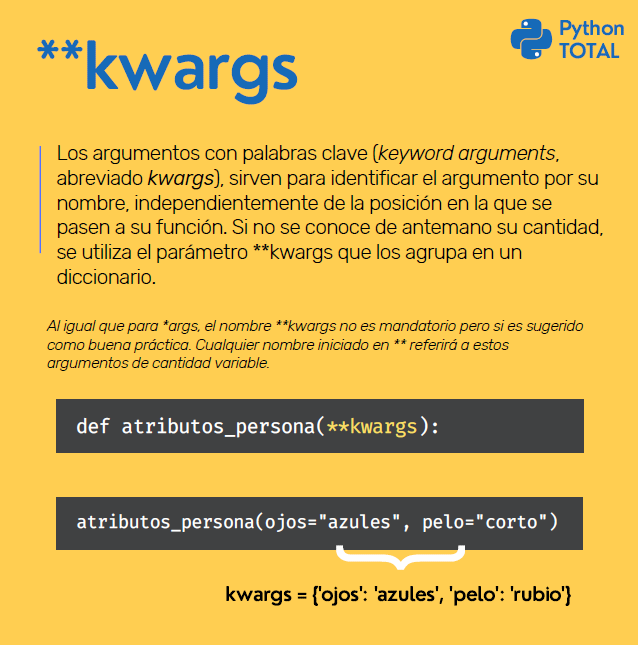 **kwargs
Python
TOTAL
Los argumentos con palabras clave (keyword arguments,
abreviado kwargs), sirven para identificar el argumento por su
nombre, independientemente de la posición en la que se
pasen a su función. Si no se conoce de antemano su cantidad,
se utiliza el parámetro **kwargs que los agrupa en un
diccionario.
Al igual que para *args, el nombre **kwargs no es mandatorio pero si es sugerido
como buena práctica. Cualquier nombre iniciado en ** referirá a estos
argumentos de cantidad variable.
def atributos_persona(**kwargs):
atributos_persona(ojos="azules", pelo="corto")
kwargs = {'ojos': 'azules', 'pelo': 'rubio'}